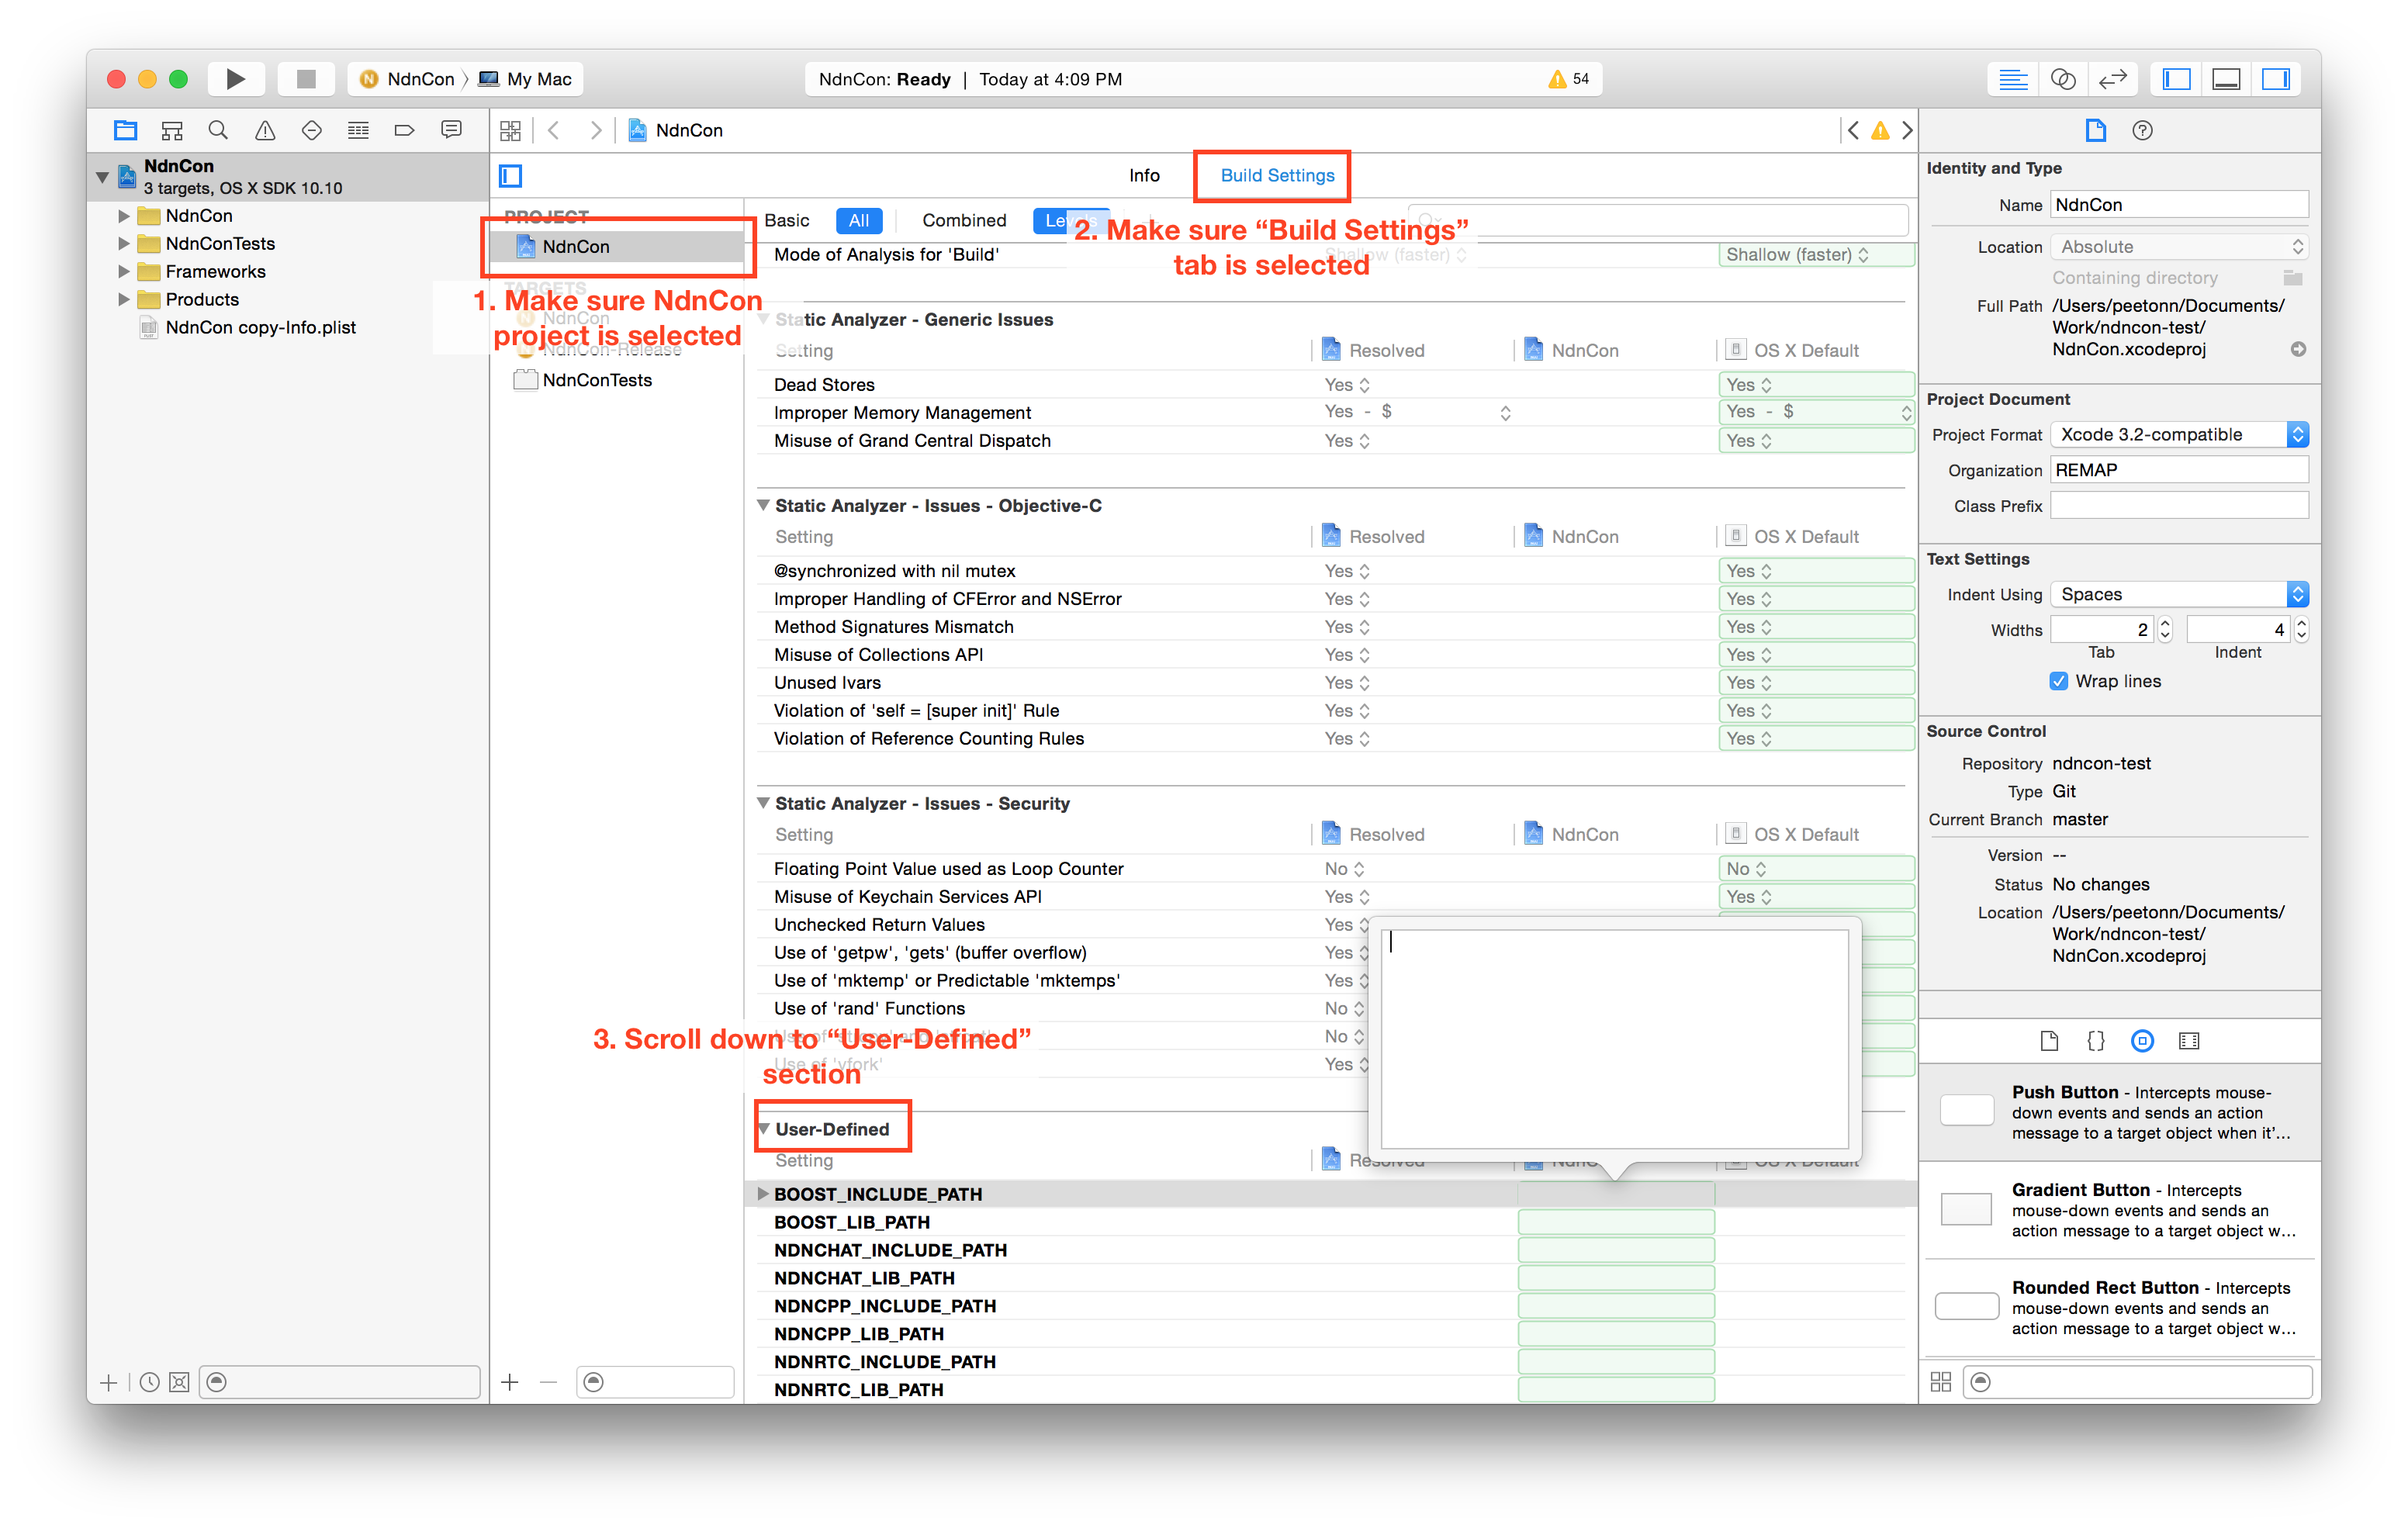 NdnCon
My Mac
NdnCon: Ready | Today at 4:09 PM
54
NdnCon
NdnCon
3 targets, OS X SDK 10.10
NdnCon
NdnConTests
Frameworks
Products
NdnCon copy-Info.plist
Info
Build Settings
PROJECT
NdnCon
TARGETS
NdnCon
NdnCon-Release
NdnConTests
1. Make sure NdnCon
project is selected
Basic
All
Combined
Levels
2. Make sure “Build Settings”
tab is selected
Mode of Analysis for 'Build' Shallow (faster) Shallow (faster)
Static Analyzer - Generic Issues
Setting Resolved NdnCon OS X Default
Dead Stores Yes Yes
Improper Memory Management Yes - $ Yes - $
Misuse of Grand Central Dispatch Yes Yes
Static Analyzer - Issues - Objective-C
Setting Resolved NdnCon OS X Default
@synchronized with nil mutex Yes Yes
Improper Handling of CFError and NSError Yes Yes
Method Signatures Mismatch Yes Yes
Misuse of Collections API Yes Yes
Unused Ivars Yes Yes
Violation of 'self = [super init]' Rule Yes Yes
Violation of Reference Counting Rules Yes Yes
Static Analyzer - Issues - Security
Setting Resolved NdnCon OS X Default
Floating Point Value used as Loop Counter No No
Misuse of Keychain Services API Yes Yes
Unchecked Return Values Yes
Use of 'getpw', 'gets' (buffer overflow) Yes
Use of 'mktemp' or Predictable 'mktemps' Yes
Use of 'rand' Functions No
Use of No
Use of 'vfork' Yes
3. Scroll down to “User-Defined”
section
User-Defined
Setting Resolved NdnCon OS X Default
BOOST_INCLUDE_PATH
BOOST_LIB_PATH
NDNCHAT_INCLUDE_PATH
NDNCHAT_LIB_PATH
NDNCPP_INCLUDE_PATH
NDNCPP_LIB_PATH
NDNRTC_INCLUDE_PATH
NDNRTC_LIB_PATH
Identity and Type
Name NdnCon
Location Absolute
Containing directory
Full Path /Users/peetonn/Documents/
Work/ndncon-test/
NdnCon.xcodeproj
Project Document
Project Format Xcode 3.2-compatible
Organization REMAP
Class Prefix
Text Settings
Indent Using Spaces
Widths 2 4
Tab Indent
Wrap lines
Source Control
Repository ndncon-test
Type Git
Current Branch master
Version --
Status No changes
Location /Users/peetonn/Documents/
Work/ndncon-test/
NdnCon.xcodeproj
Push Button - Intercepts mouse-
down events and sends an action
message to a target object when it'...
Gradient Button - Intercepts
mouse-down events and sends an
action message to a target object w...
Rounded Rect Button - Intercepts
mouse-down events and sends an
action message to a target object w...